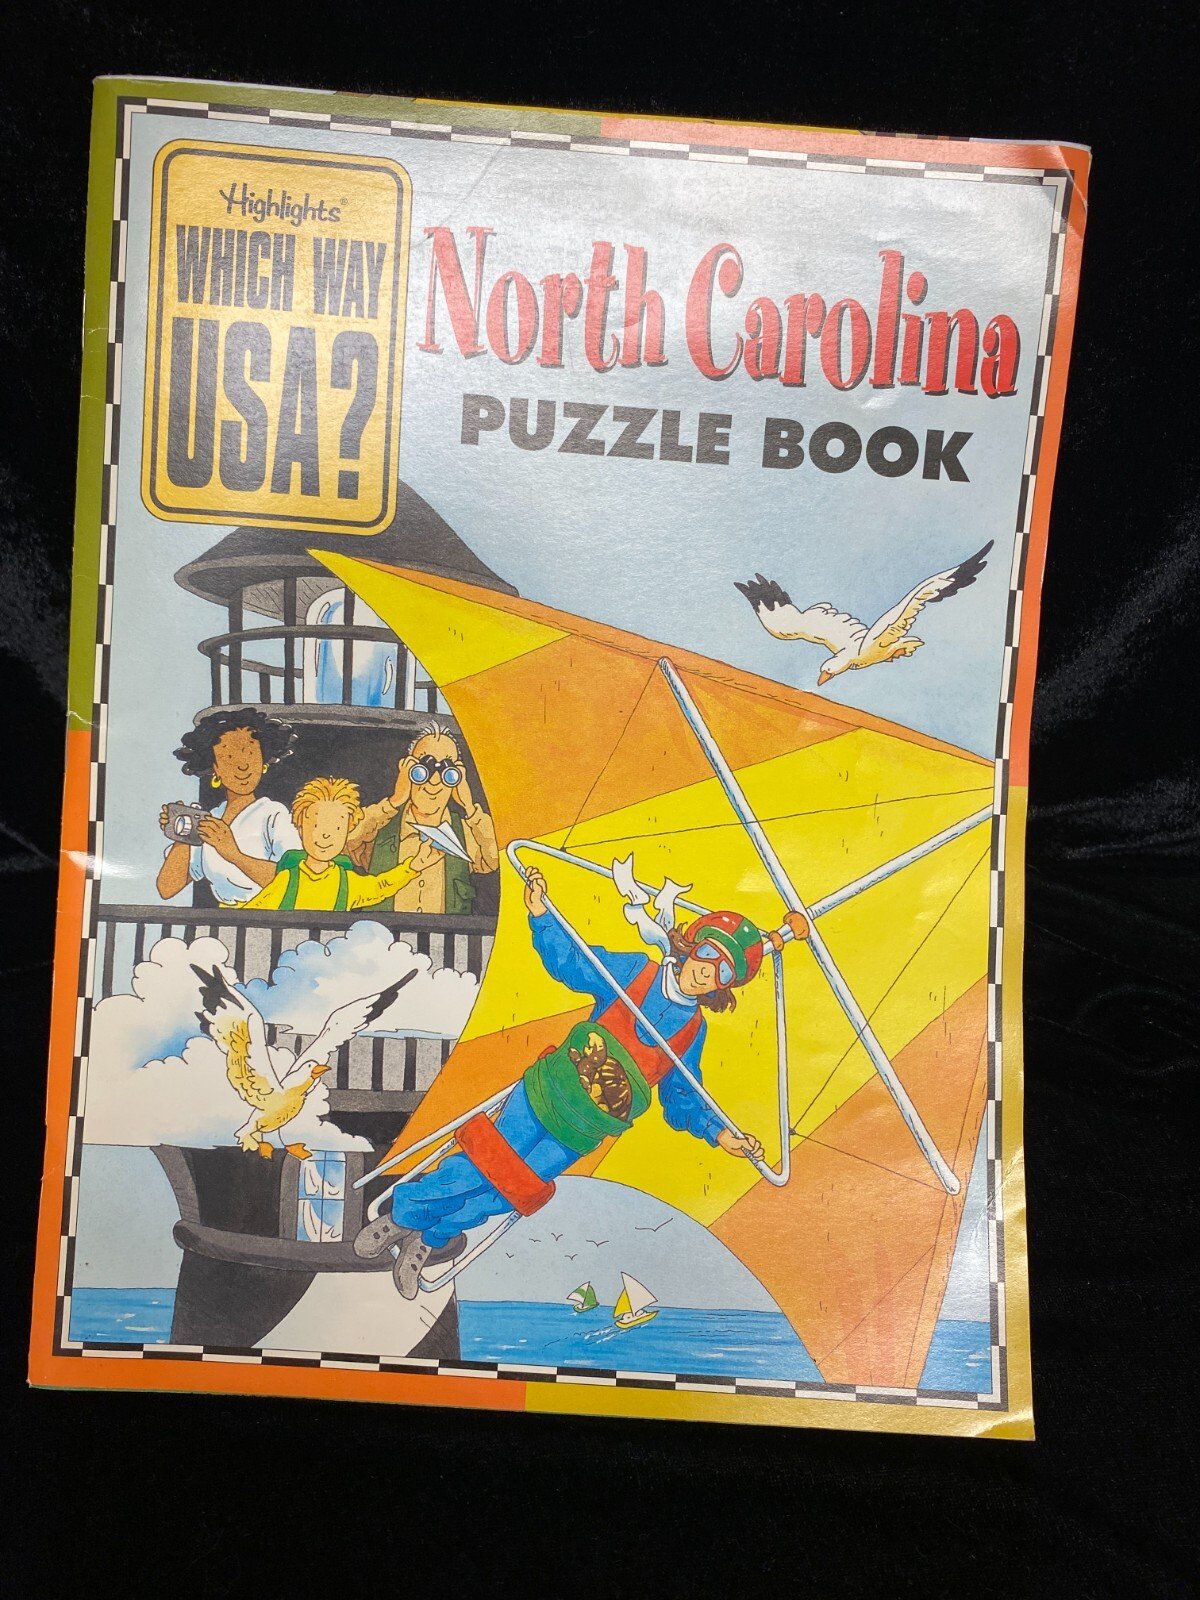 Highlights®
WHICH WAY
USA?
North Carolina
PUZZLE BOOK